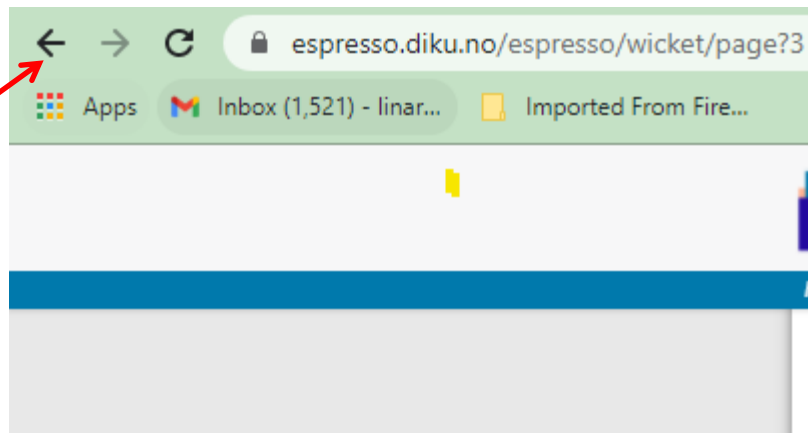 espresso.diku.no/espresso/wicket/page?3
Apps Inbox (1,521) - linar... Imported From Fire...